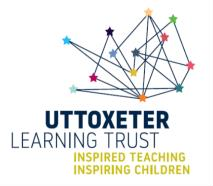 UTTOXETER
LEARNING TRUST
INSPIRED TEACHING
INSPIRING CHILDREN